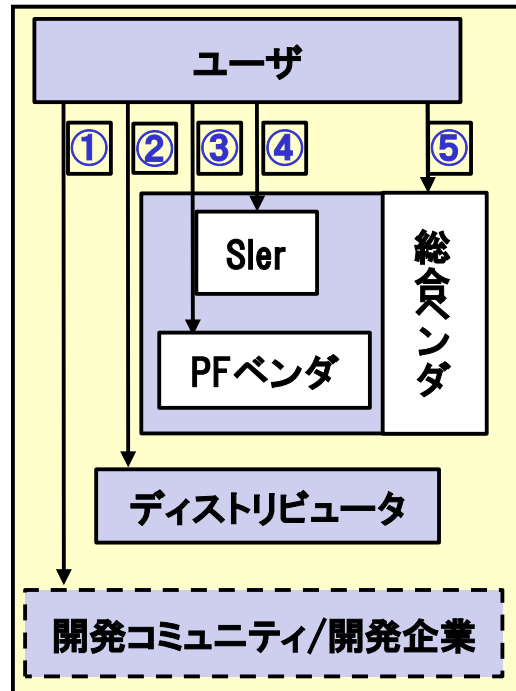 ユーザ
①
②
③
④
⑤
SIer
総合ベンダ
PFベンダ
ディストリビュータ
開発コミュニティ/開発企業